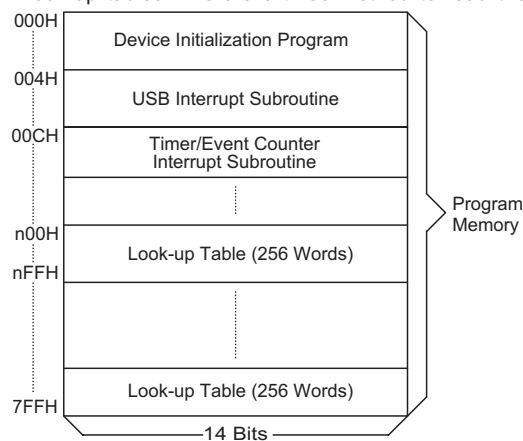 000H
Device Initialization Program
004H
USB Interrupt Subroutine
00CH
Timer/Event Counter
Interrupt Subroutine
n00H
Look-up Table (256 Words)
nFFH
Program
Memory
Look-up Table (256 Words)
7FFH
14 Bits